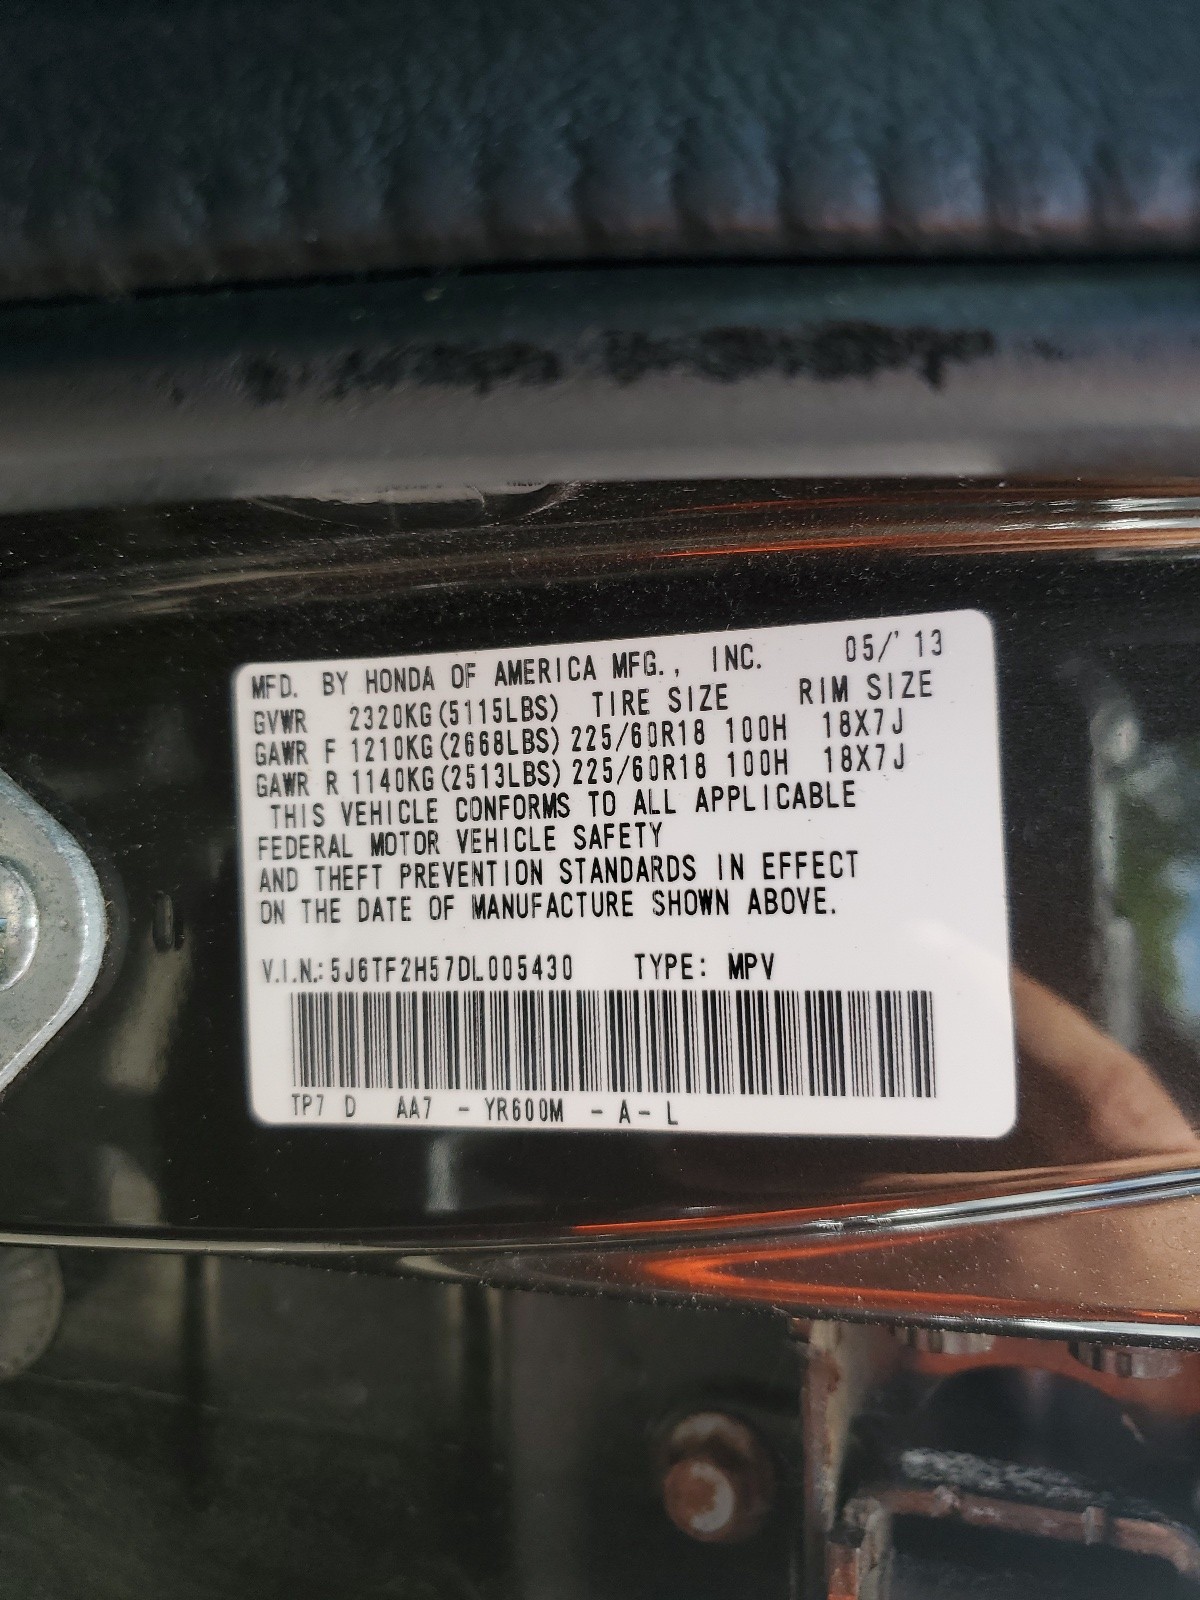 MFD. BY HONDA OF AMERICA MFG., INC. 05/'13
GVWR 2320KG(5115LBS) TIRE SIZE RIM SIZE
GAWR F 1210KG(2668LBS) 225/60R18 100H 18X7J
GAWR R 1140KG(2513LBS) 225/60R18 100H 18X7J
THIS VEHICLE CONFORMS TO ALL APPLICABLE
FEDERAL MOTOR VEHICLE SAFETY
AND THEFT PREVENTION STANDARDS IN EFFECT
ON THE DATE OF MANUFACTURE SHOWN ABOVE.
V.I.N.: 5J6TF2H57DL005430 TYPE: MPV
TP7 D AA7 - YR600M - A - L